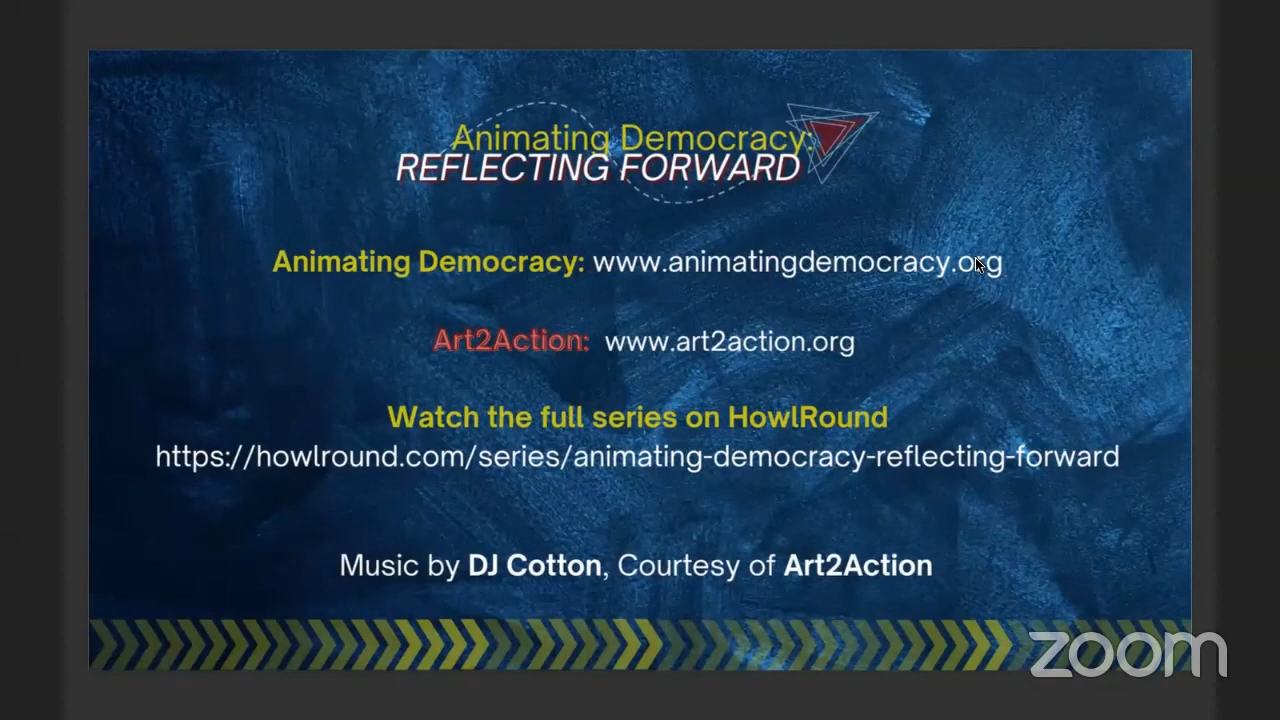 Animating Democracy:
REFLECTING FORWARD
Animating Democracy: www.animatingdemocracy.org
Art2Action: www.art2action.org
Watch the full series on HowlRound
https://howlround.com/series/animating-democracy-reflecting-forward
Music by DJ Cotton, Courtesy of Art2Action
zoom